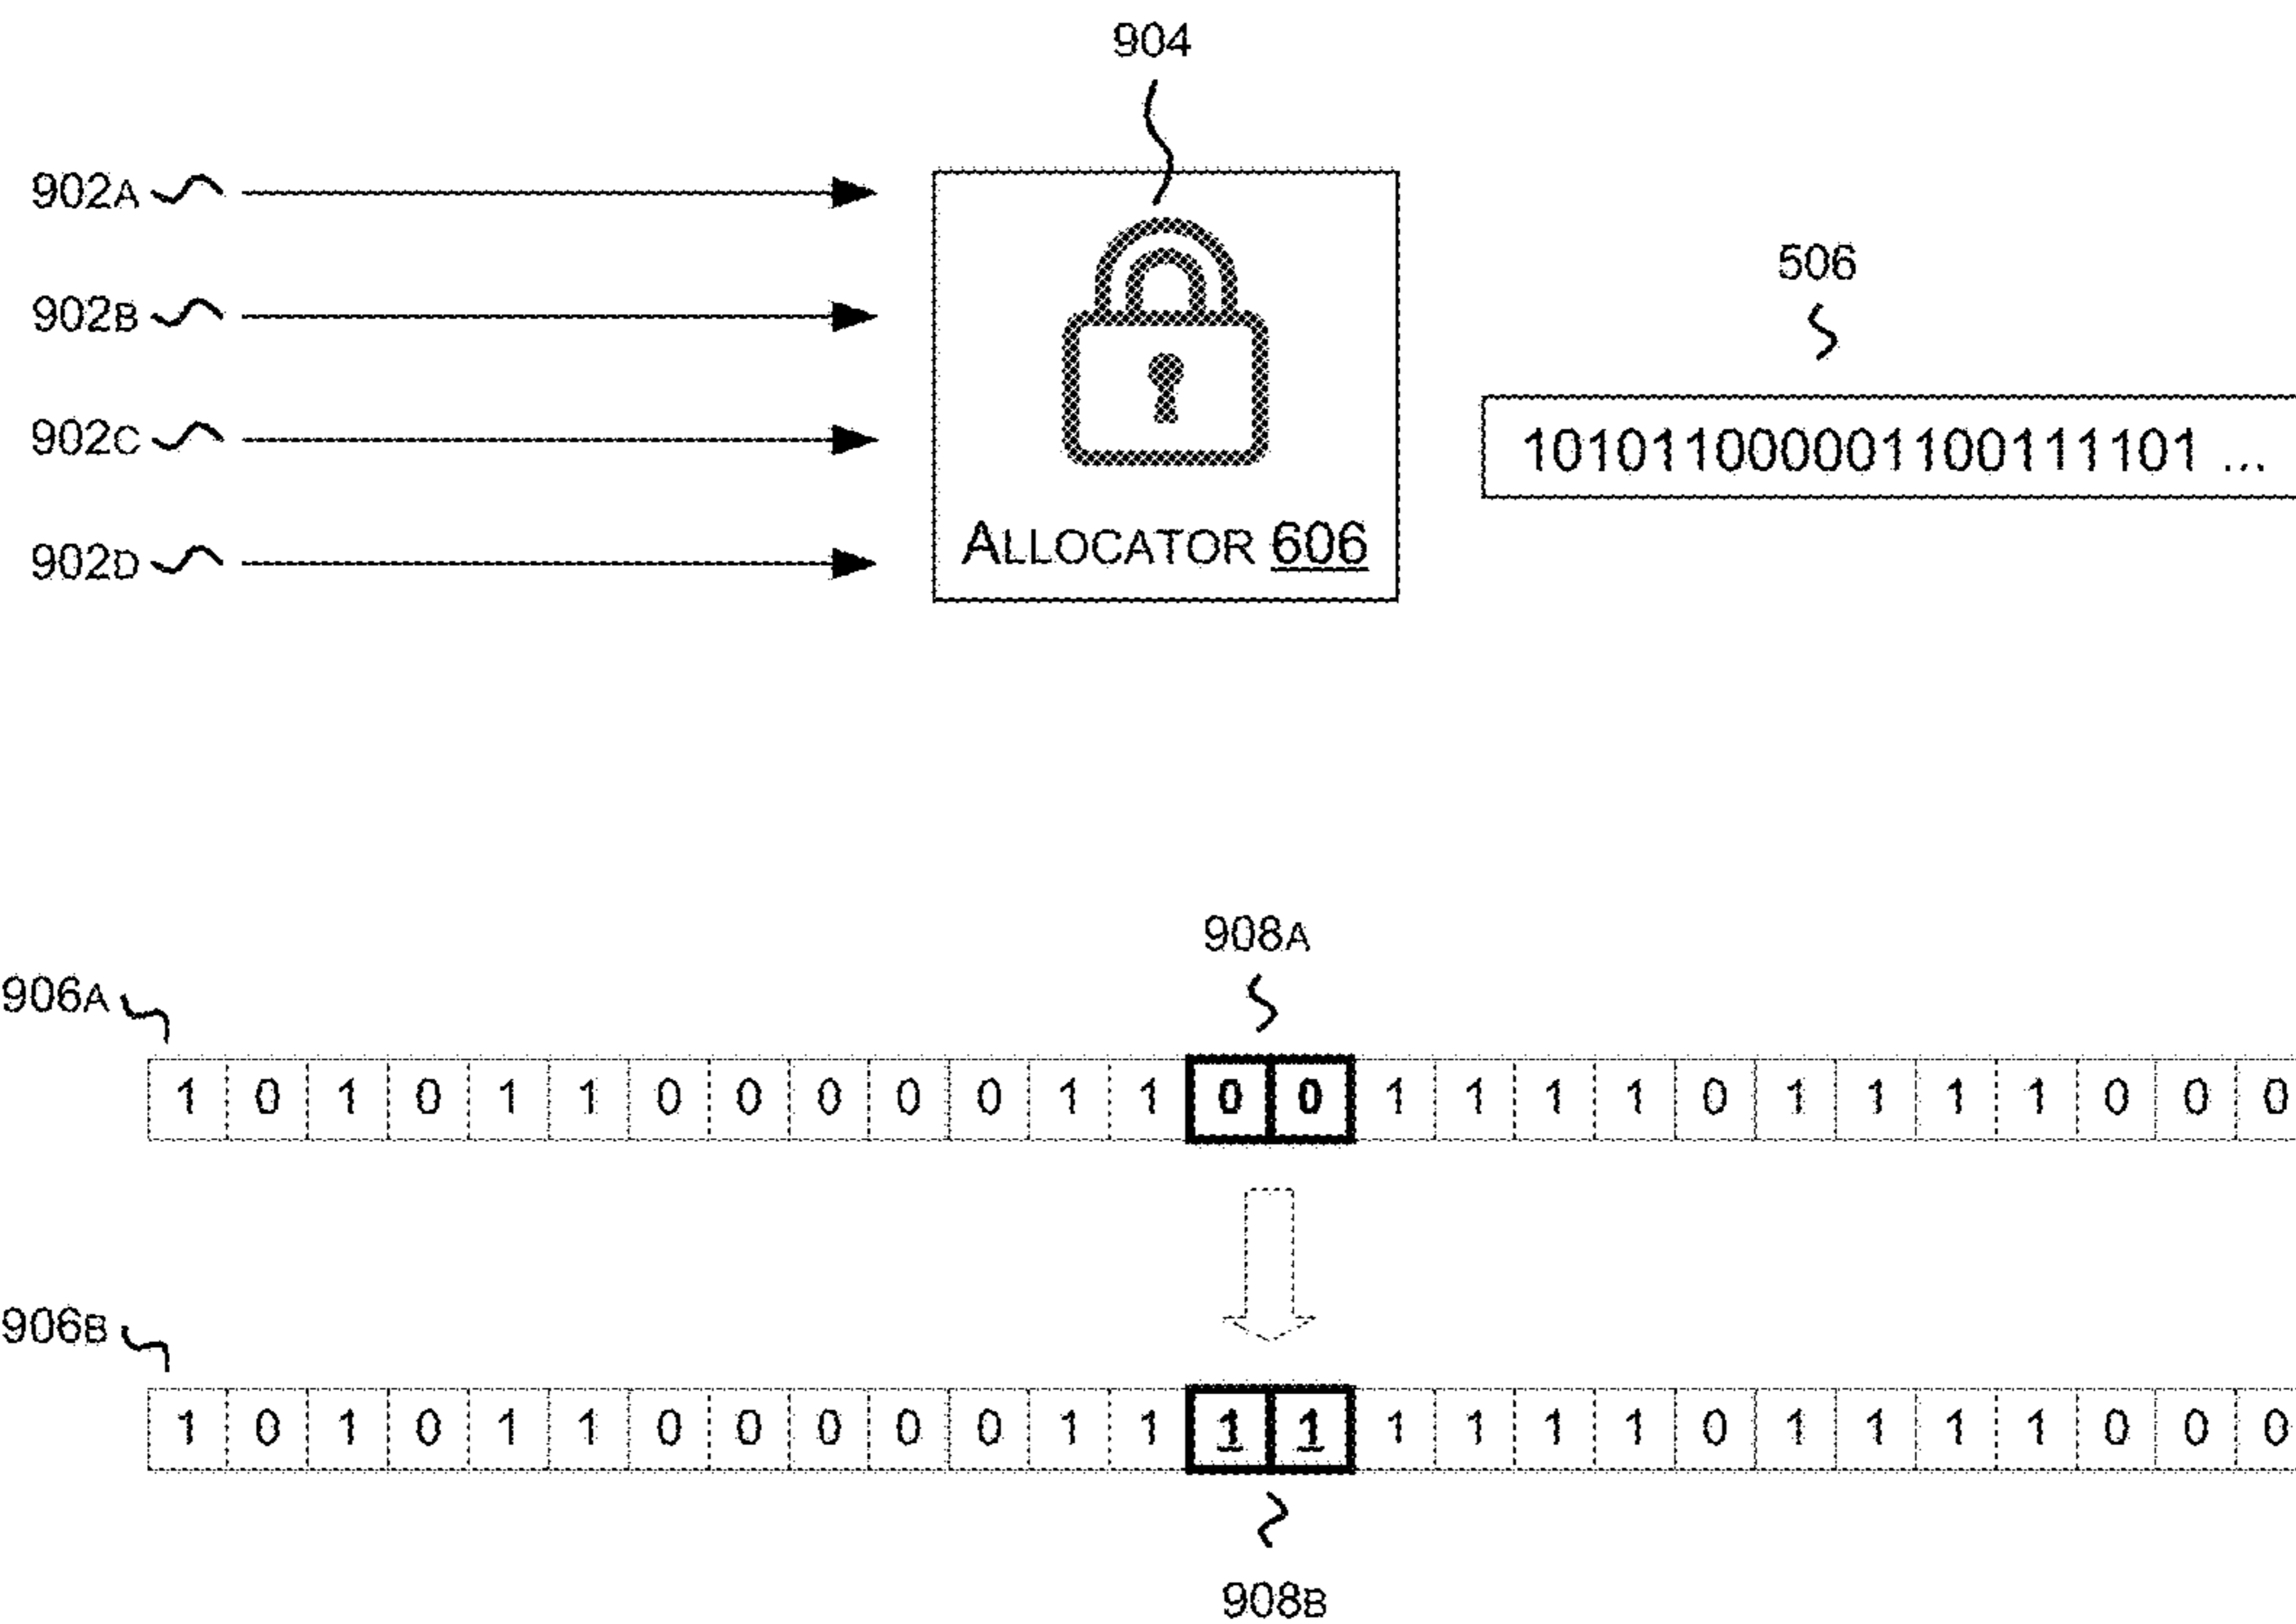 904
902A
902B
506
902C
101011000001100111101 ...
902D
ALLOCATOR 606
908A
906A
1 0 1 0 1 1 0 0 0 0 0 1 1 0 0 1 1 1 1 0 1 1 1 1 0 0 0
906B
1 0 1 0 1 1 0 0 0 0 0 1 1 1 1 1 1 1 1 0 1 1 1 1 0 0 0
908B